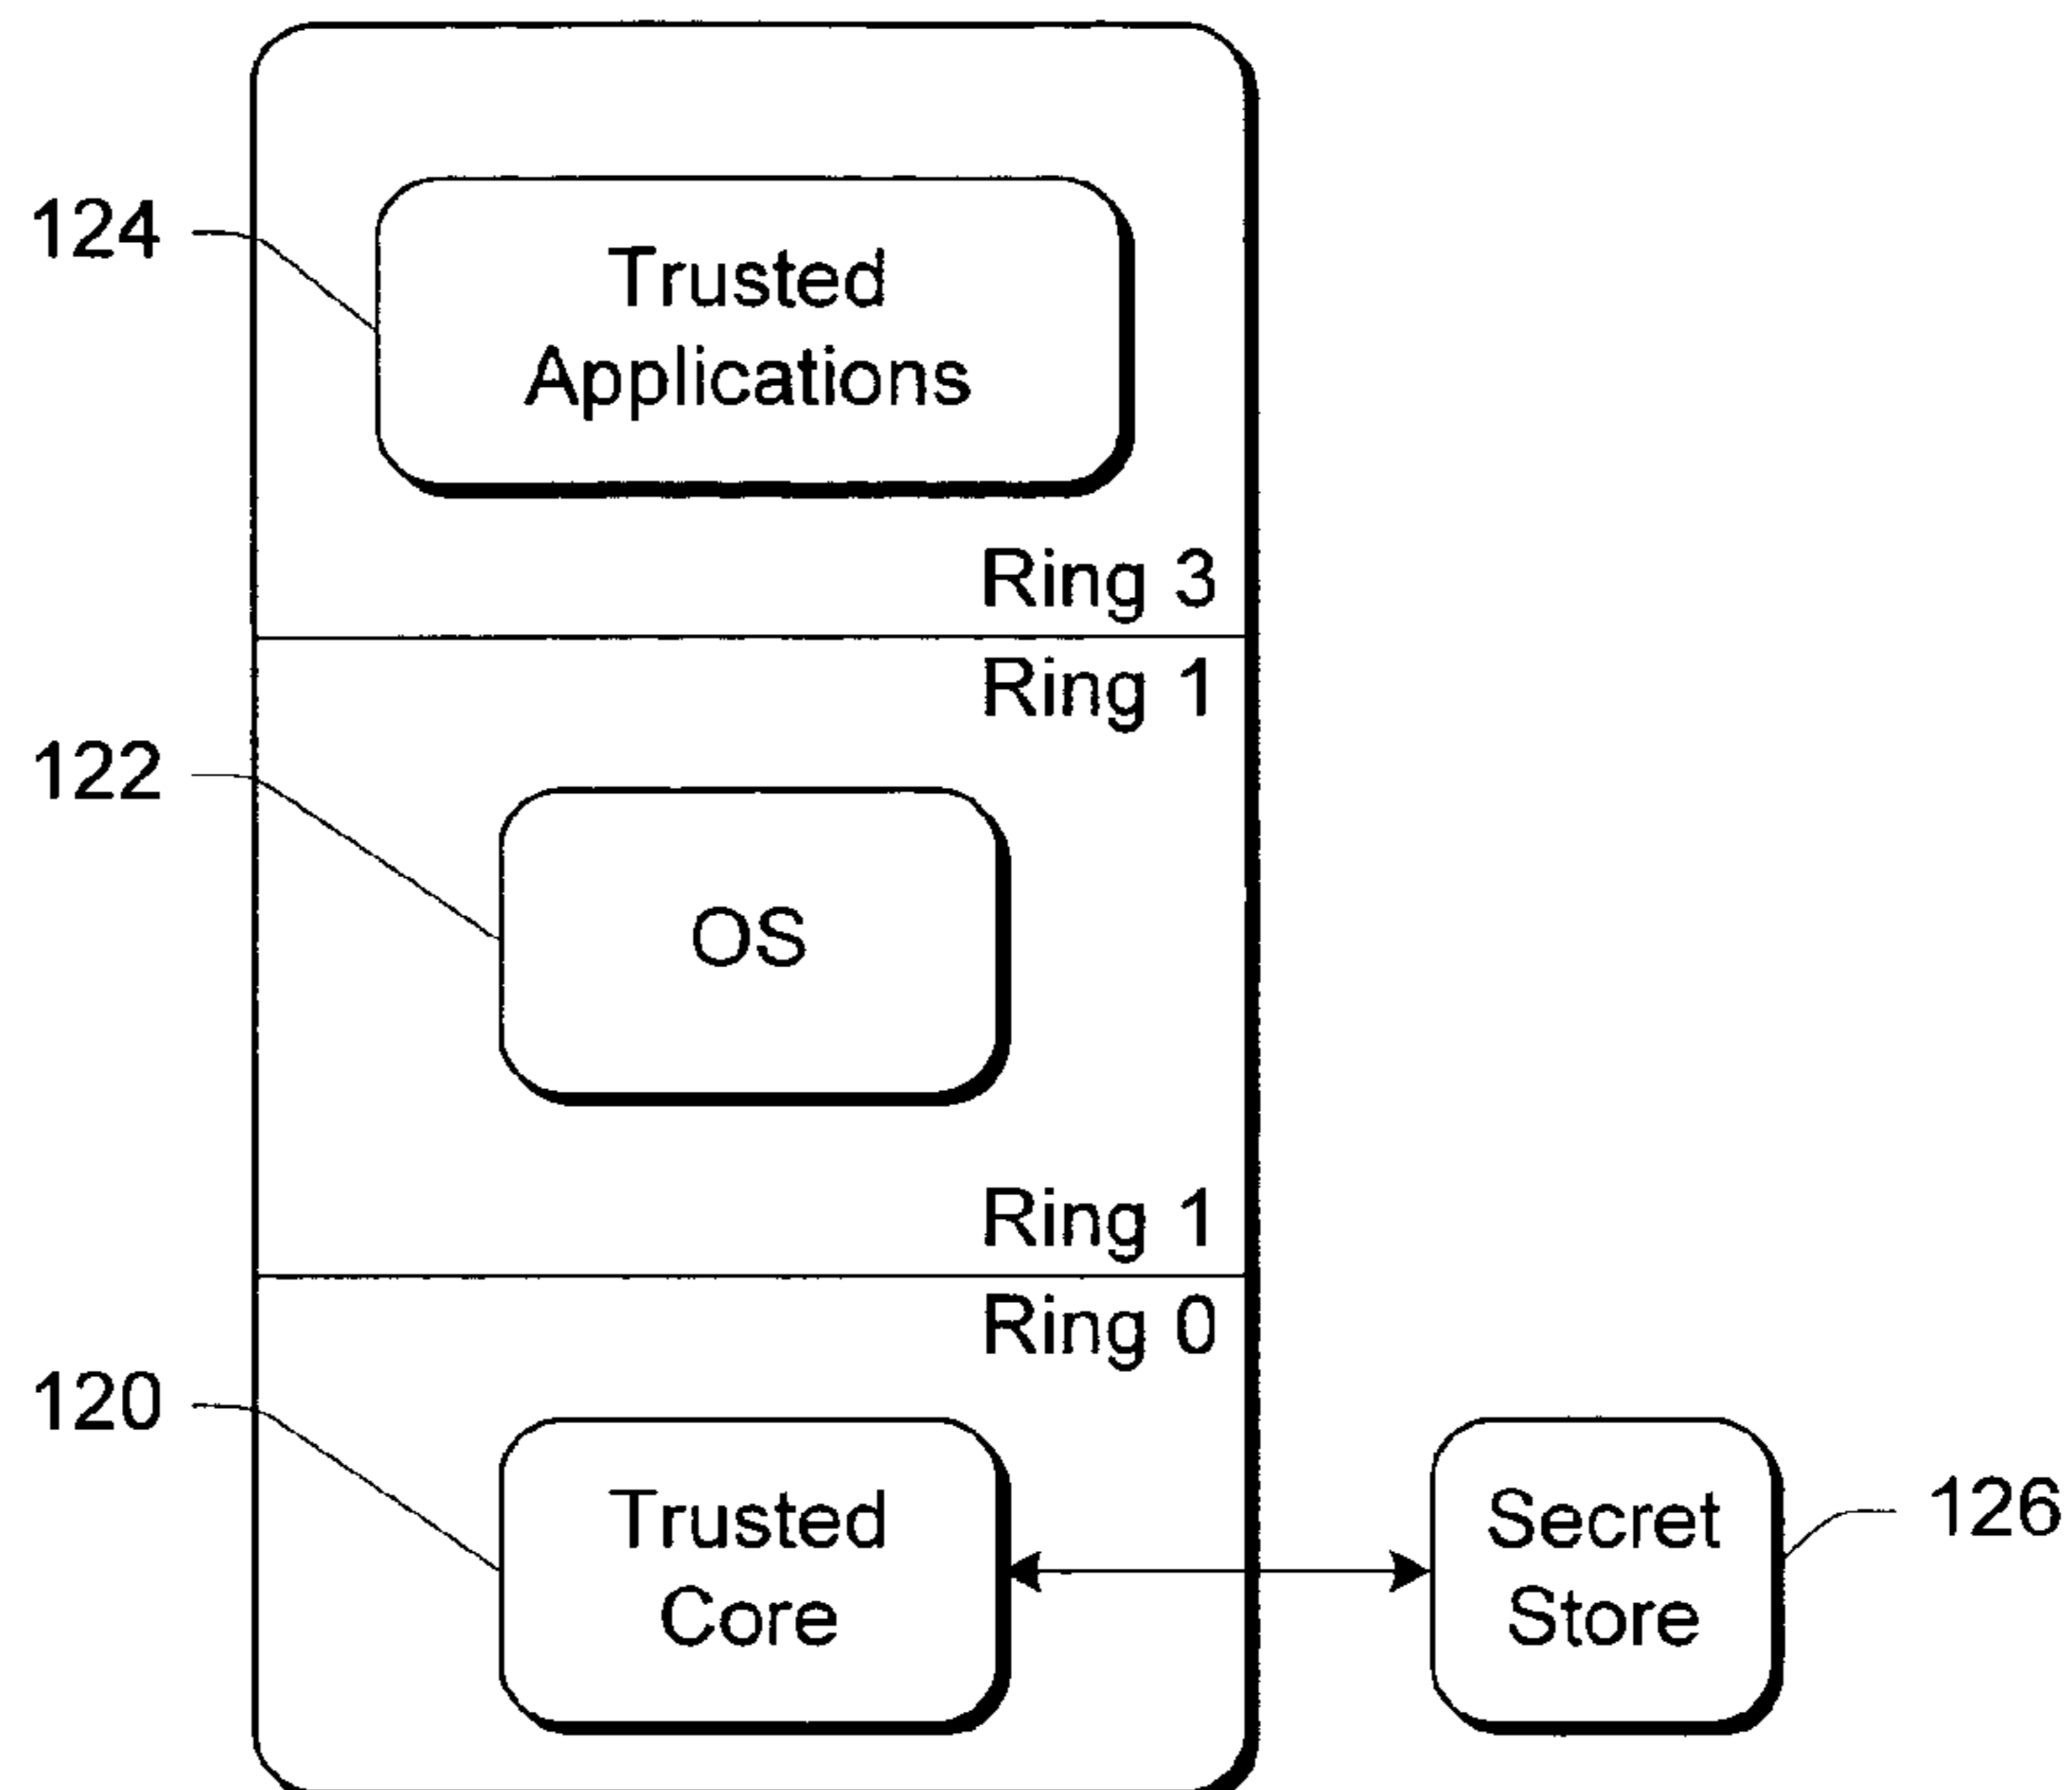 124
Trusted
Applications
Ring 3
Ring 1
122
OS
Ring 1
Ring 0
120
Trusted
Core
Secret
Store
126